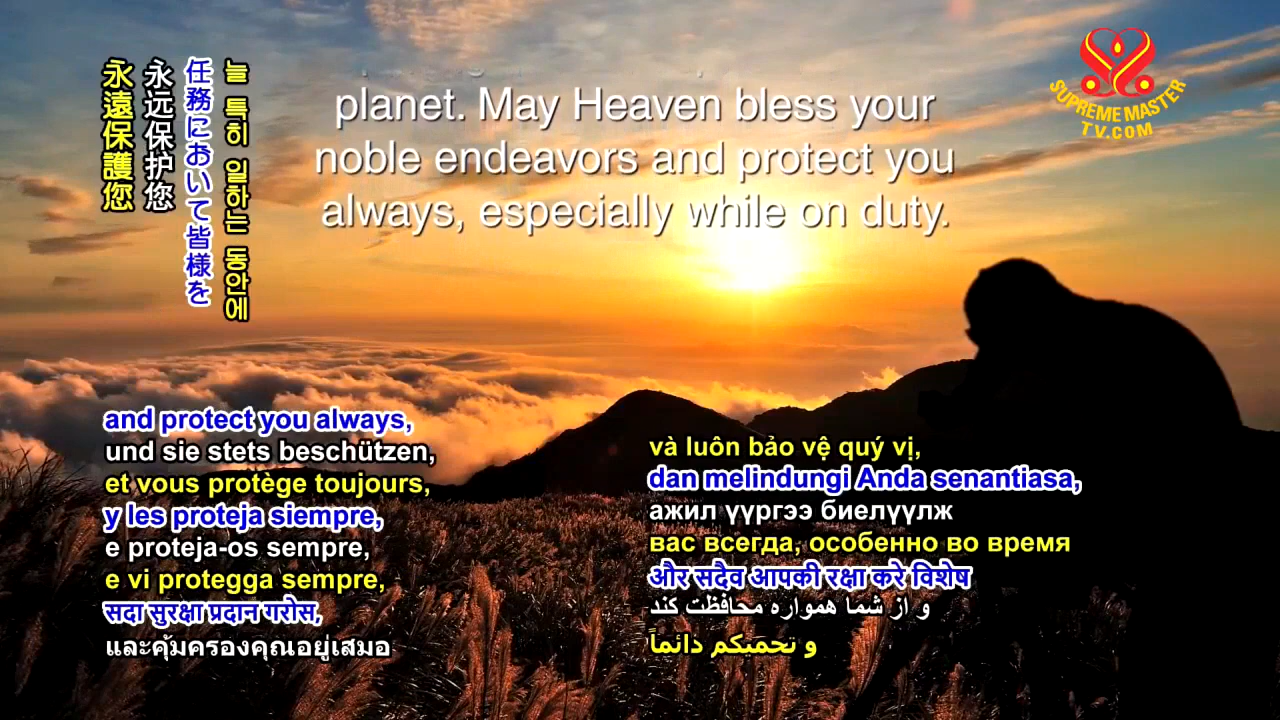 planet. May Heaven bless your
noble endeavors and protect you
always, especially while on duty.
SUPREME MASTER
TV.COM
永遠保護您
永远保护您
任務において皆様を
늘 특히 일하는 동안에
and protect you always,
und sie stets beschützen,
et vous protège toujours,
y les proteja siempre,
e proteja-os sempre,
e vi protegga sempre,
सदा सुरक्षा प्रदान गरोस,
และคุ้มครองคุณอยู่เสมอ
và luôn bảo vệ quý vị,
dan melindungi Anda senantiasa,
ажил үүргээ биелүүлж
вас всегда, особенно во время
और सदैव आपकी रक्षा करे विशेष
و از شما همواره محافظت کند
و تحميكم دائماً